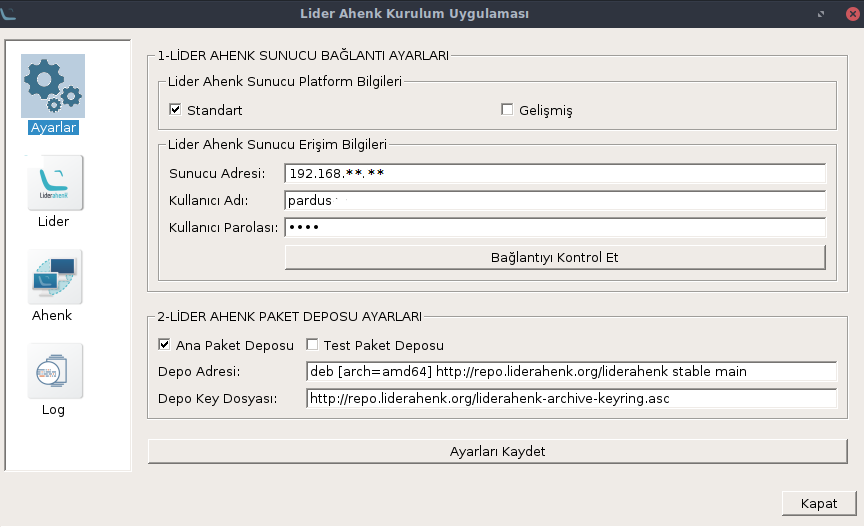 Lider Ahenk Kurulum Uygulaması
Ayarlar
Liderahenk
Lider
Ahenk
Log
1-LİDER AHENK SUNUCU BAĞLANTI AYARLARI
Lider Ahenk Sunucu Platform Bilgileri
Standart
Gelişmiş
Lider Ahenk Sunucu Erişim Bilgileri
Sunucu Adresi: 192.168.**.**
Kullanıcı Adı: pardus
Kullanıcı Parolası: ••••
Bağlantıyı Kontrol Et
2-LİDER AHENK PAKET DEPOSU AYARLARI
Ana Paket Deposu Test Paket Deposu
Depo Adresi: deb [arch=amd64] http://repo.liderahenk.org/liderahenk stable main
Depo Key Dosyası: http://repo.liderahenk.org/liderahenk-archive-keyring.asc
Ayarları Kaydet
Kapat